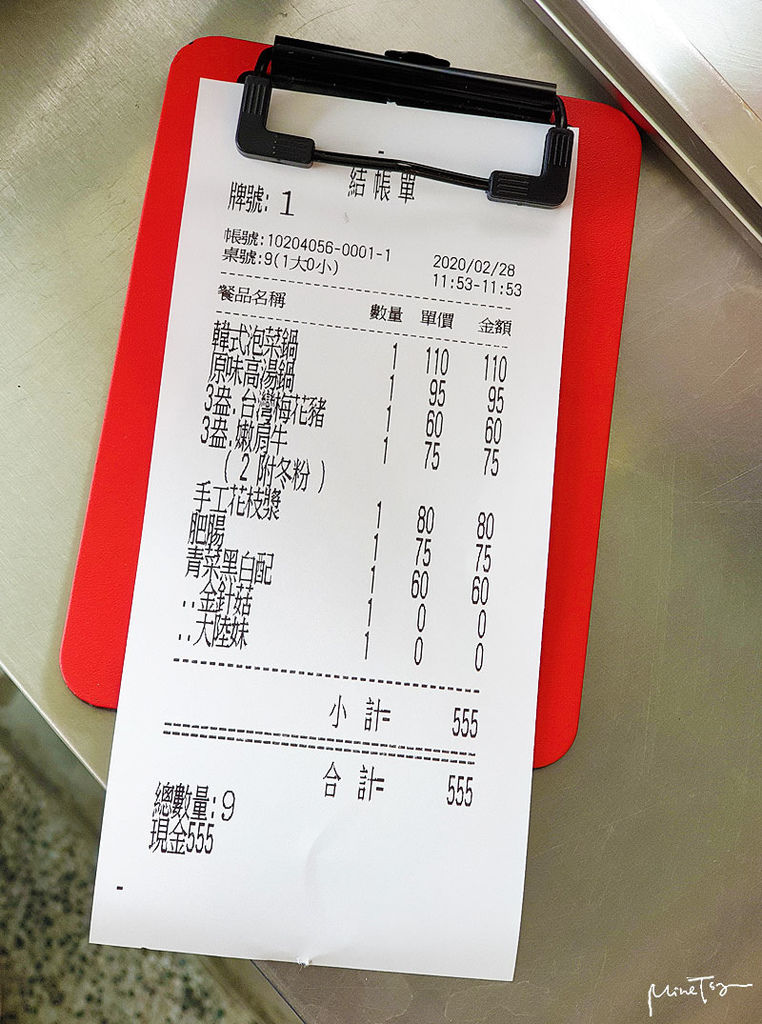 結帳單
牌號: 1
帳號:10204056-0001-1 2020/02/28
桌號:9(1大0小) 11:53-11:53
餐品名稱 數量 單價 金額
韓式泡菜鍋 1 110 110
原味高湯鍋 1 95 95
3盎.台灣梅花豬 1 60 60
3盎.嫩肩牛 1 75 75
( 2 附冬粉 )
手工花枝漿 1 80 80
肥腸 1 75 75
青菜黑白配 1 60 60
..金針菇 1 0 0
..大陸妹 1 0 0
小 計= 555
合 計= 555
總數量:9
現金555
MineTsy